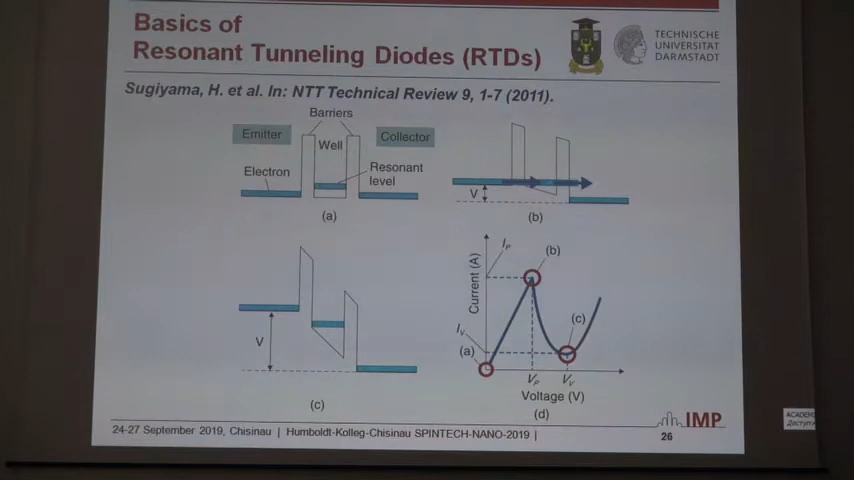 Basics of
Resonant Tunneling Diodes (RTDs)
TECHNISCHE
UNIVERSITÄT
DARMSTADT
Sugiyama, H. et al. In: NTT Technical Review 9, 1-7 (2011).
Barriers
Emitter
Well
Collector
Electron
Resonant
level
(a)
V
(b)
V
(c)
Current (A)
IP
(b)
IV
(a)
(c)
VP
VV
Voltage (V)
(d)
24-27 September 2019, Chisinau | Humboldt-Kolleg-Chisinau SPINTECH-NANO-2019 |
IMP
26